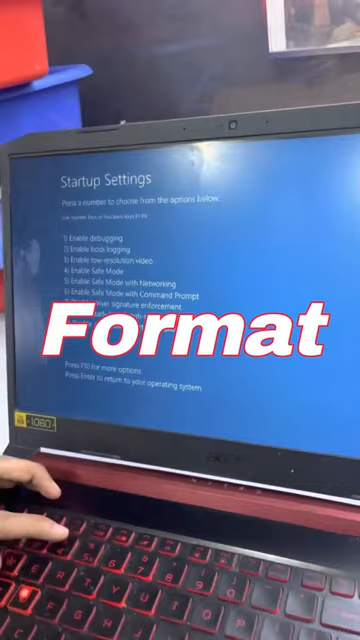 Startup Settings
Press a number to choose from the options below:
Use number keys or functions keys F1-F9.
1) Enable debugging
2) Enable boot logging
3) Enable low-resolution video
4) Enable Safe Mode
5) Enable Safe Mode with Networking
6) Enable Safe Mode with Command Prompt
driver signature enforcement
Format
Press F10 for more options
Press Enter to return to your operating system
1080